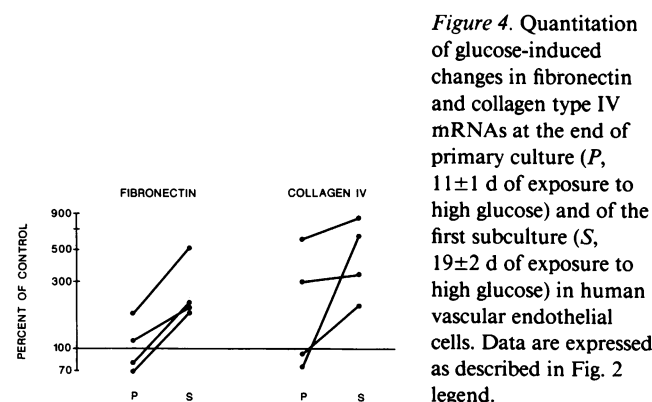 FIBRONECTIN
COLLAGEN IV
PERCENT OF CONTROL
900
500
300
100
70
P
S
P
S
Figure 4. Quantitation
of glucose-induced
changes in fibronectin
and collagen type IV
mRNAs at the end of
primary culture (P,
11±1 d of exposure to
high glucose) and of the
first subculture (S,
19±2 d of exposure to
high glucose) in human
vascular endothelial
cells. Data are expressed
as described in Fig. 2
legend.